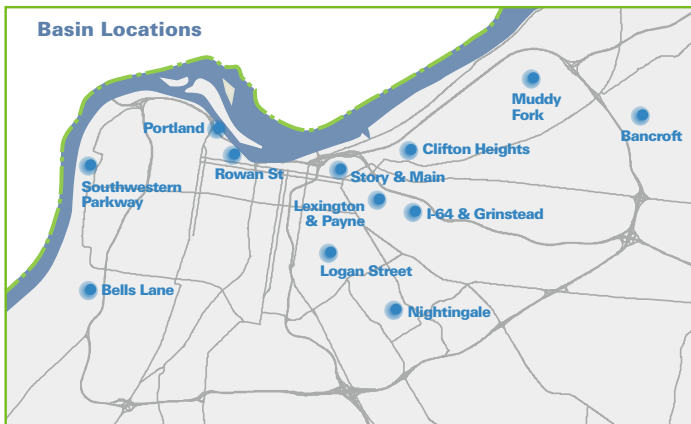 Basin Locations
Muddy
Fork
Bancroft
Portland
Clifton Heights
Rowan St
Story & Main
Southwestern
Parkway
Lexington
& Payne
I-64 & Grinstead
Logan Street
Bells Lane
Nightingale